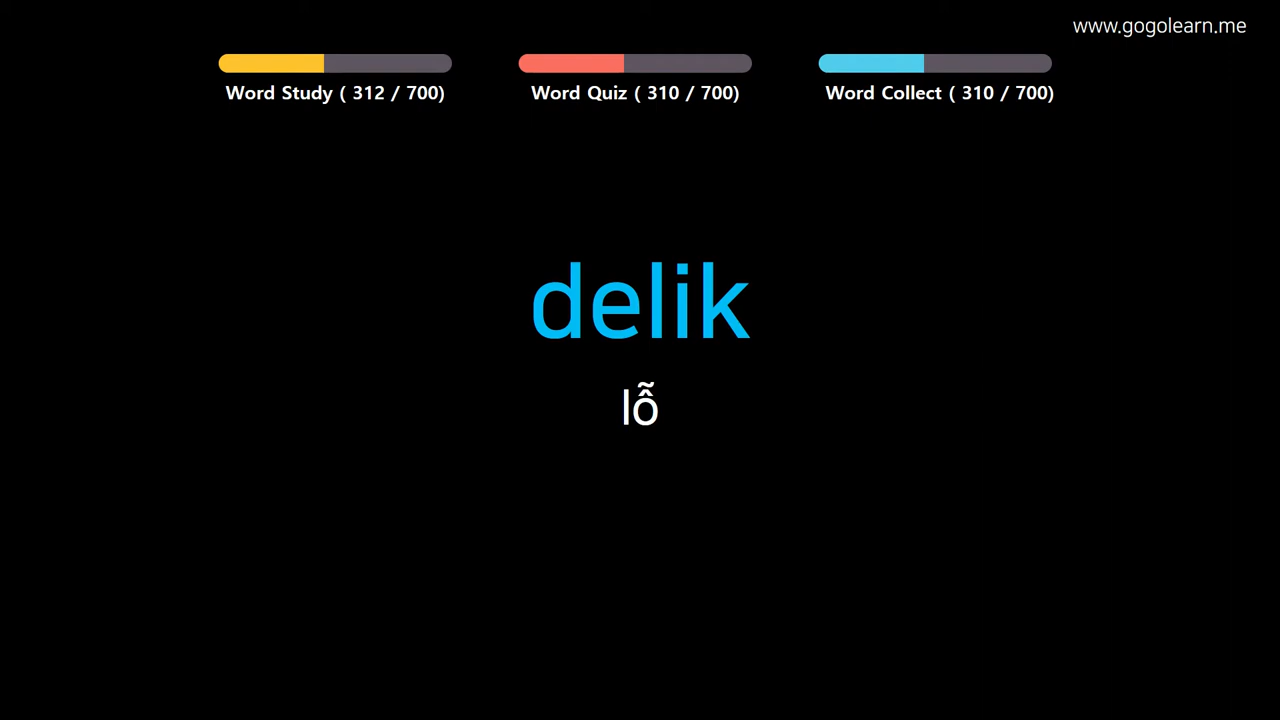 www.gogolearn.me
Word Study ( 312 / 700)
Word Quiz ( 310 / 700)
Word Collect ( 310 / 700)
delik
lỗ